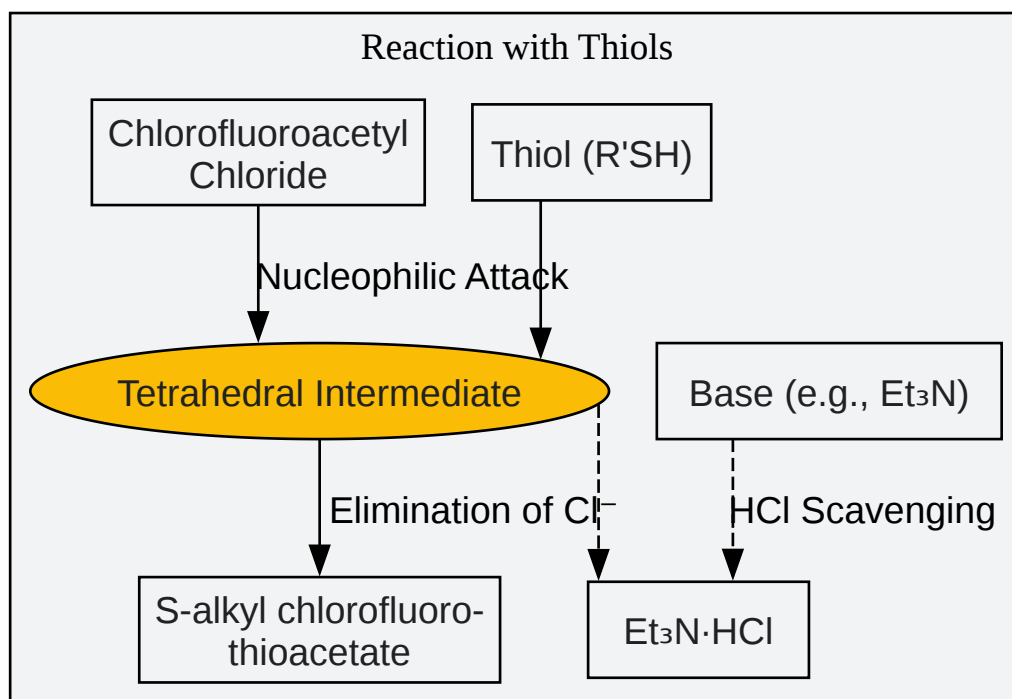 Reaction with Thiols
Chlorofluoroacetyl
Chloride
Thiol (R'SH)
Nucleophilic Attack
Tetrahedral Intermediate
Base (e.g., Et₃N)
Elimination of Cl⁻
HCl Scavenging
S-alkyl chlorofluoro-
thioacetate
Et₃N·HCl